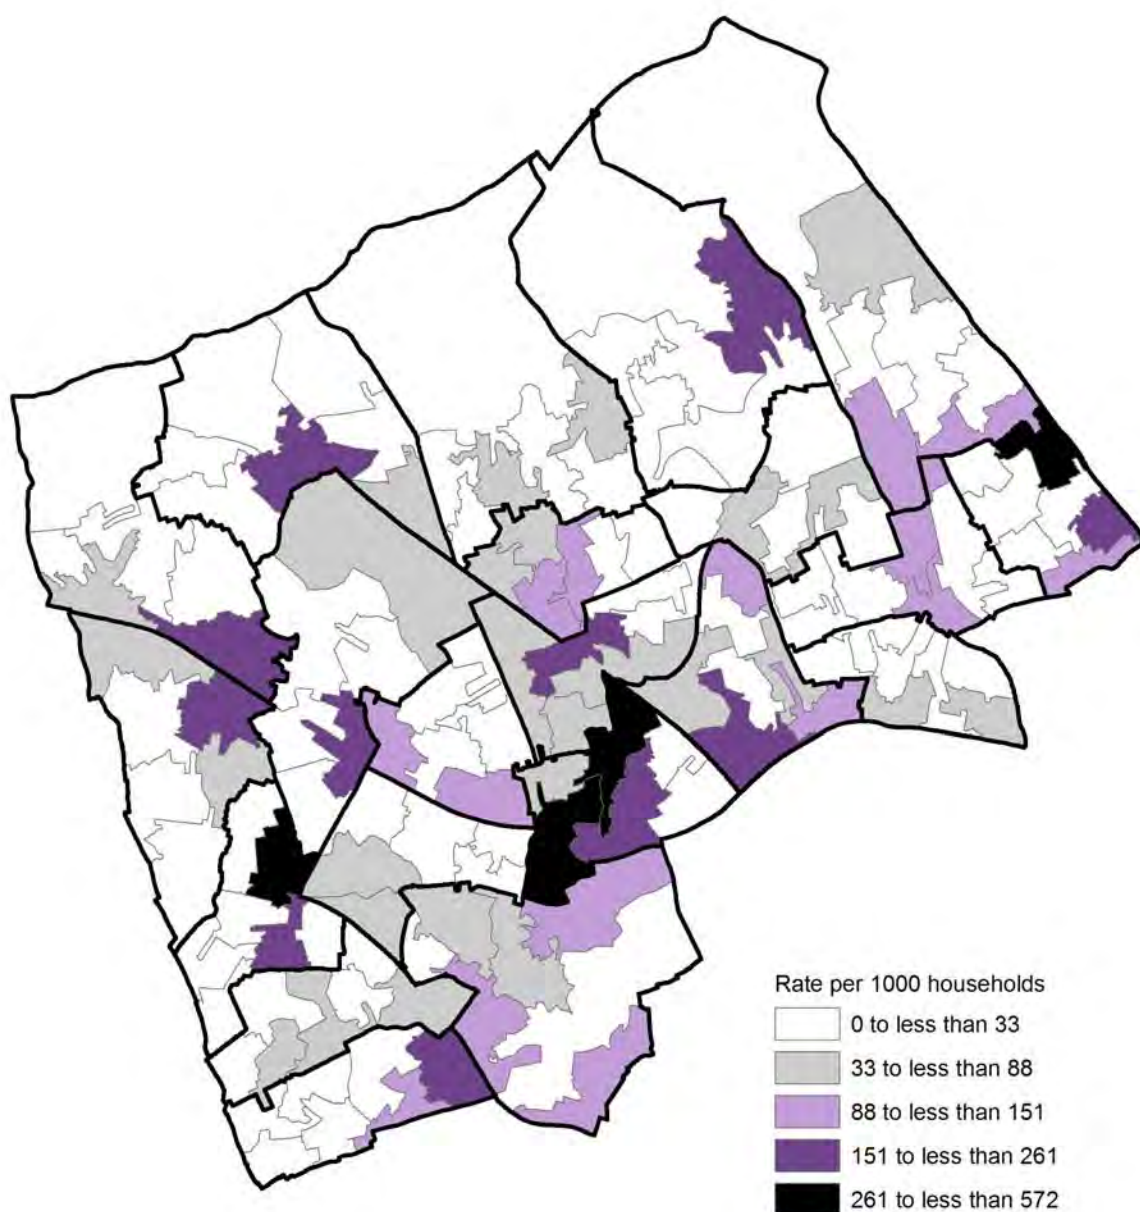 Rate per 1000 households
0 to less than 33
33 to less than 88
88 to less than 151
151 to less than 261
261 to less than 572